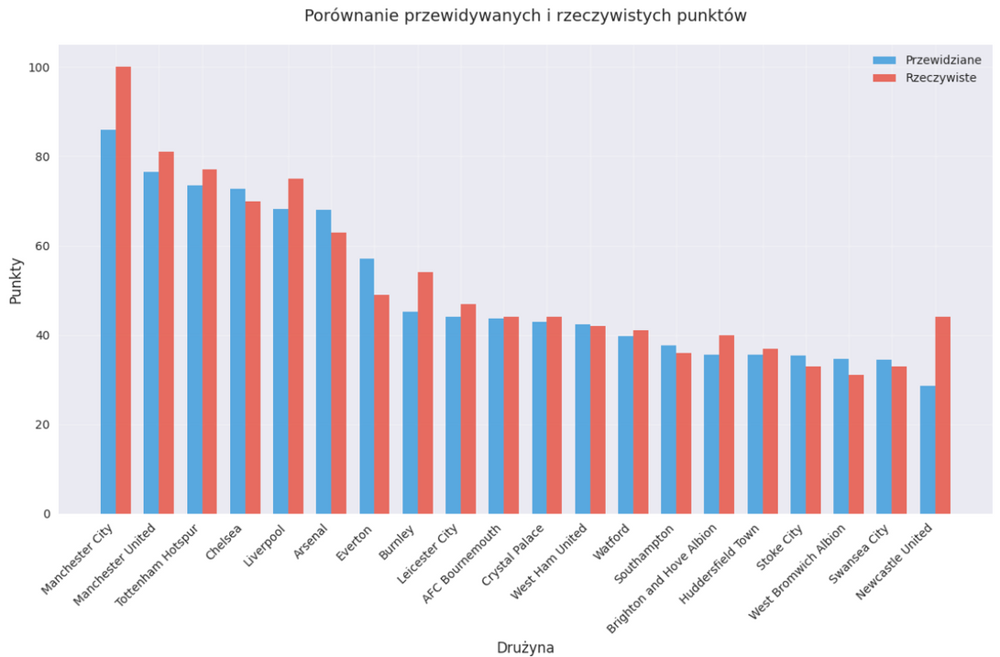 Porównanie przewidywanych i rzeczywistych punktów
Przewidziane
Rzeczywiste
Punkty
100
80
60
40
20
0
Manchester City
Manchester United
Tottenham Hotspur
Chelsea
Liverpool
Arsenal
Everton
Burnley
Leicester City
AFC Bournemouth
Crystal Palace
West Ham United
Watford
Southampton
Brighton and Hove Albion
Huddersfield Town
Stoke City
West Bromwich Albion
Swansea City
Newcastle United
Drużyna